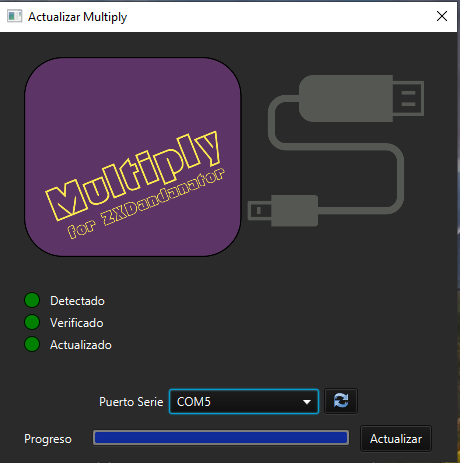 Actualizar Multiply
Multiply
for ZXDandanator
Detectado
Verificado
Actualizado
Puerto Serie COM5
Progreso Actualizar